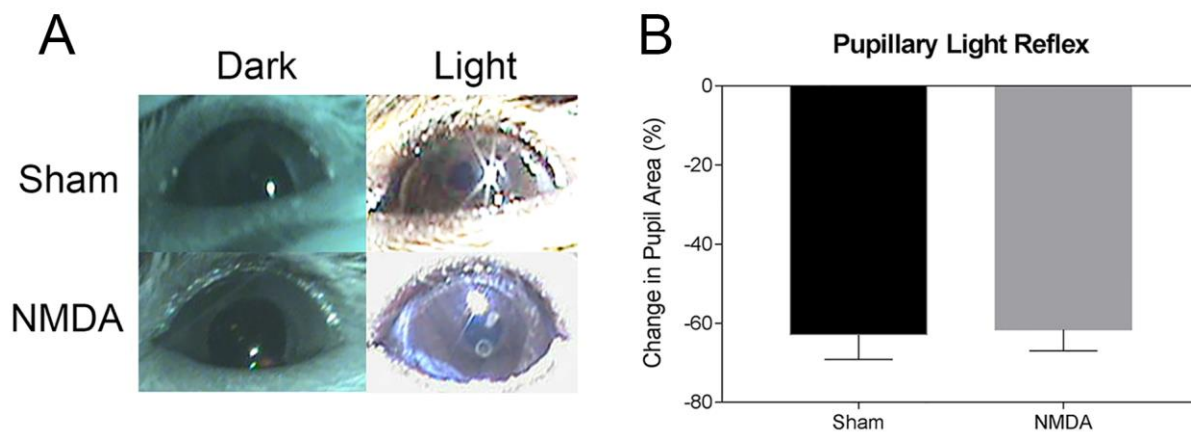 A
Dark Light
Sham
NMDA
B
Pupillary Light Reflex
Change in Pupil Area (%)
0
-20
-40
-60
-80
Sham NMDA